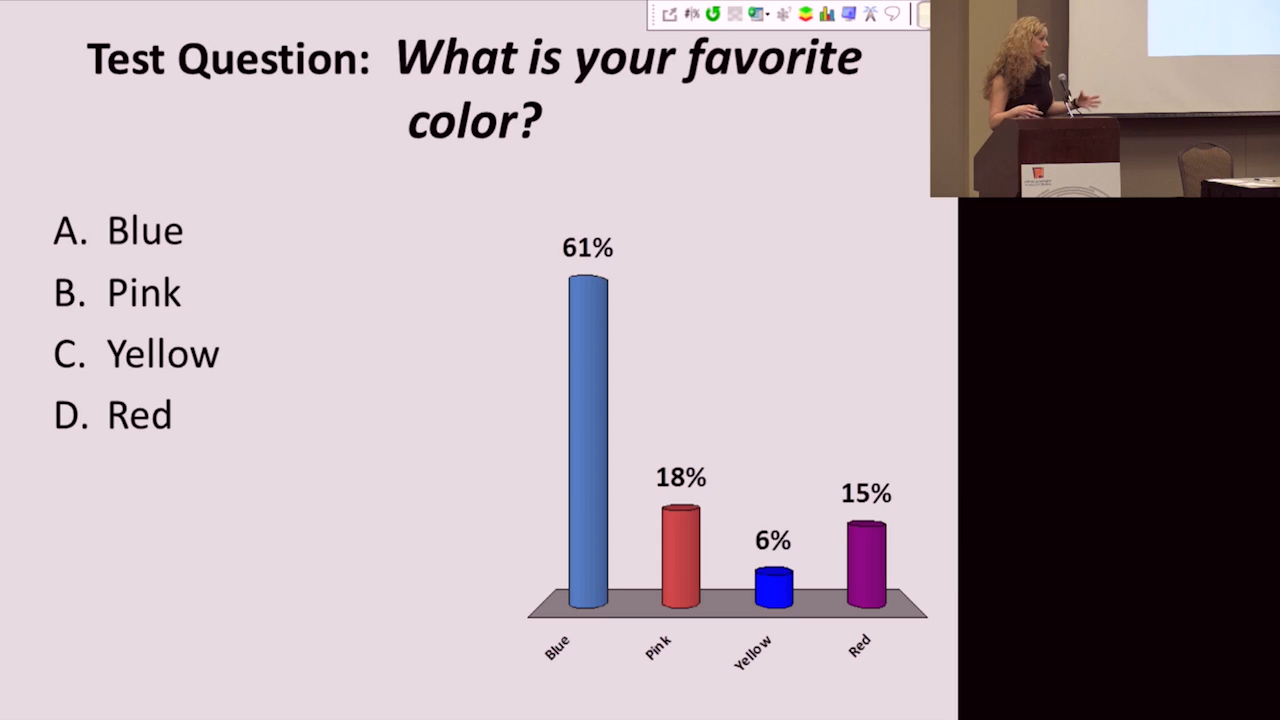 Test Question: What is your favorite
color?
A. Blue
B. Pink
C. Yellow
D. Red
61%
18%
6%
15%
Blue
Pink
Yellow
Red